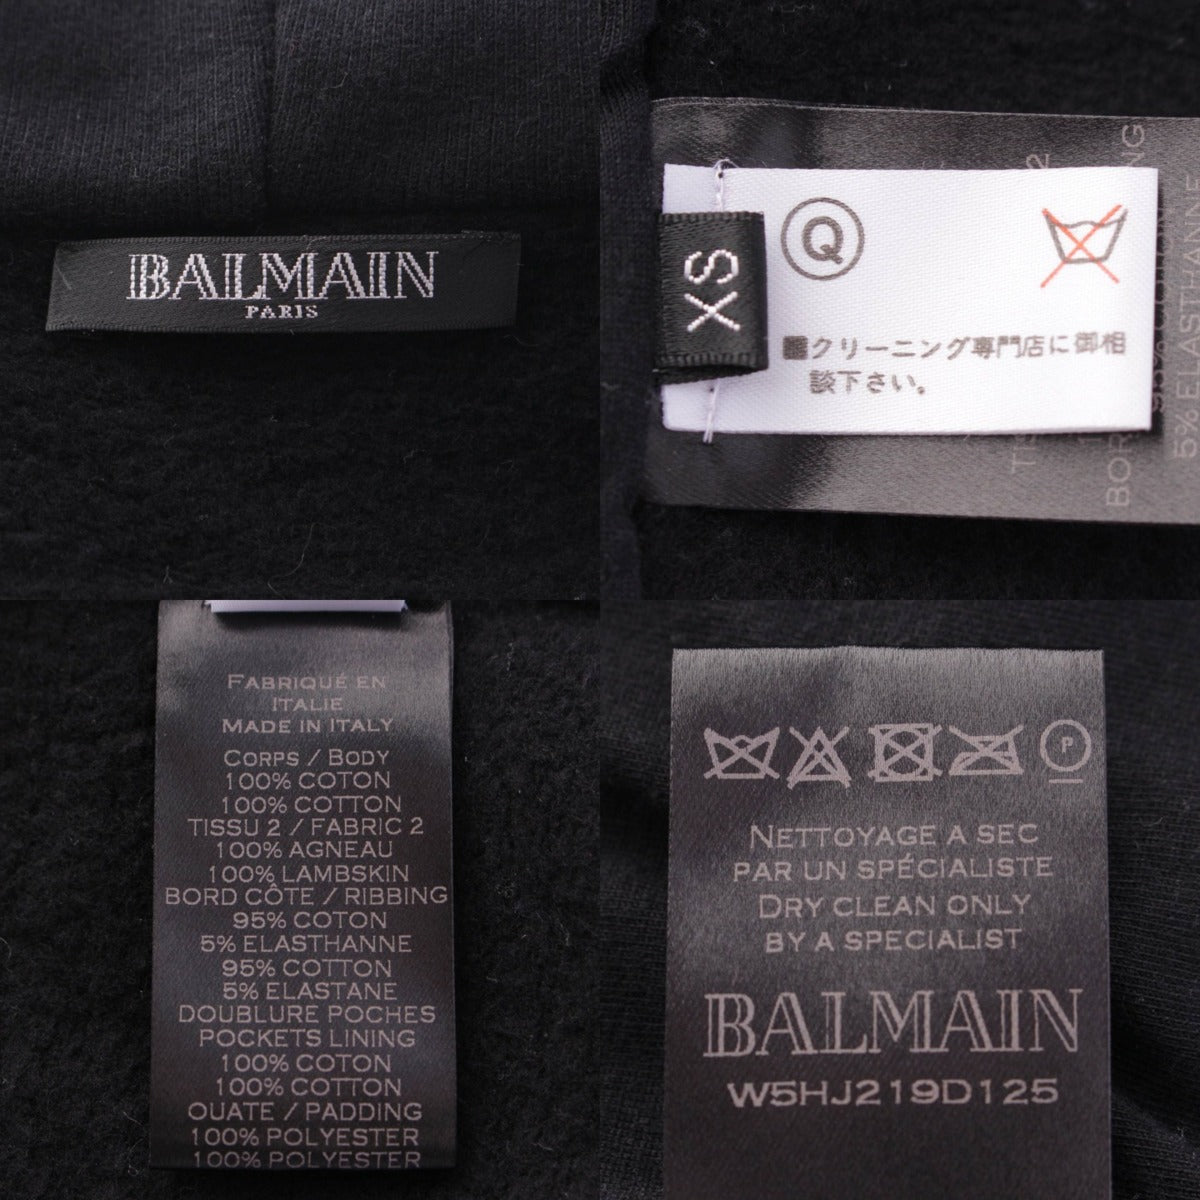 BALMAIN
PARIS
XS
Q
クリーニング専門店に御相
談下さい。
BOR
NG
5% ELASTHANNE
FABRIQUÉ EN
ITALIE
MADE IN ITALY
CORPS / BODY
100% COTON
100% COTTON
TISSU 2 / FABRIC 2
100% AGNEAU
100% LAMBSKIN
BORD CÔTE / RIBBING
95% COTON
5% ELASTHANNE
95% COTTON
5% ELASTANE
DOUBLURE POCHES
POCKETS LINING
100% COTON
100% COTTON
OUATE / PADDING
100% POLYESTER
100% POLYESTER
P
NETTOYAGE A SEC
PAR UN SPÉCIALISTE
DRY CLEAN ONLY
BY A SPECIALIST
BALMAIN
W5HJ219D125